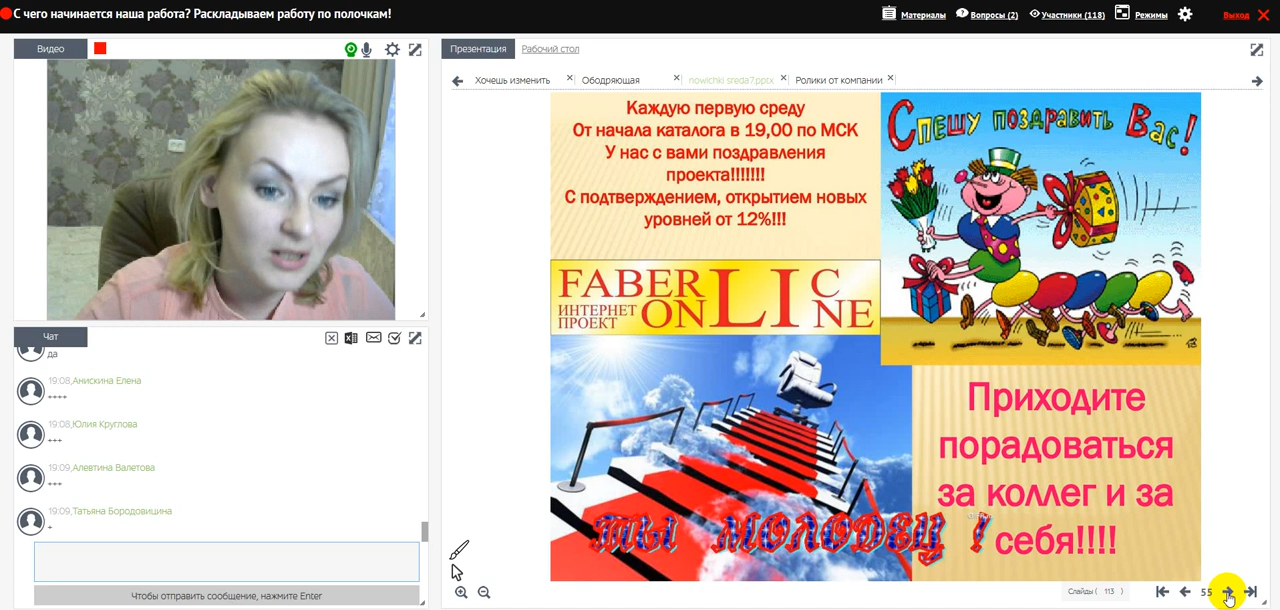 С чего начинается наша работа? Раскладываем работу по полочкам!
Материалы
Вопросы (2)
Участники (118)
Режимы
Выход
Видео
Презентация
Рабочий стол
Хочешь изменить
Ободряющая
nowichki sreda7.pptx
Ролики от компании
Каждую первую среду
От начала каталога в 19,00 по МСК
У нас с вами поздравления
проекта!!!!!!!
С подтверждением, открытием новых
уровней от 12%!!!
Спешу поздравить Вас!
FABERLIC
ИНТЕРНЕТ
ПРОЕКТ
ONLINE
Приходите
порадоваться
за коллег и за
себя!!!!
ты молодец !
Чат
да
19:08, Анискина Елена
++++
19:08, Юлия Круглова
+++
19:09, Алевтина Валетова
+++
19:09, Татьяна Бородовицина
+
Чтобы отправить сообщение, нажмите Enter
Слайды ( 113 )
55